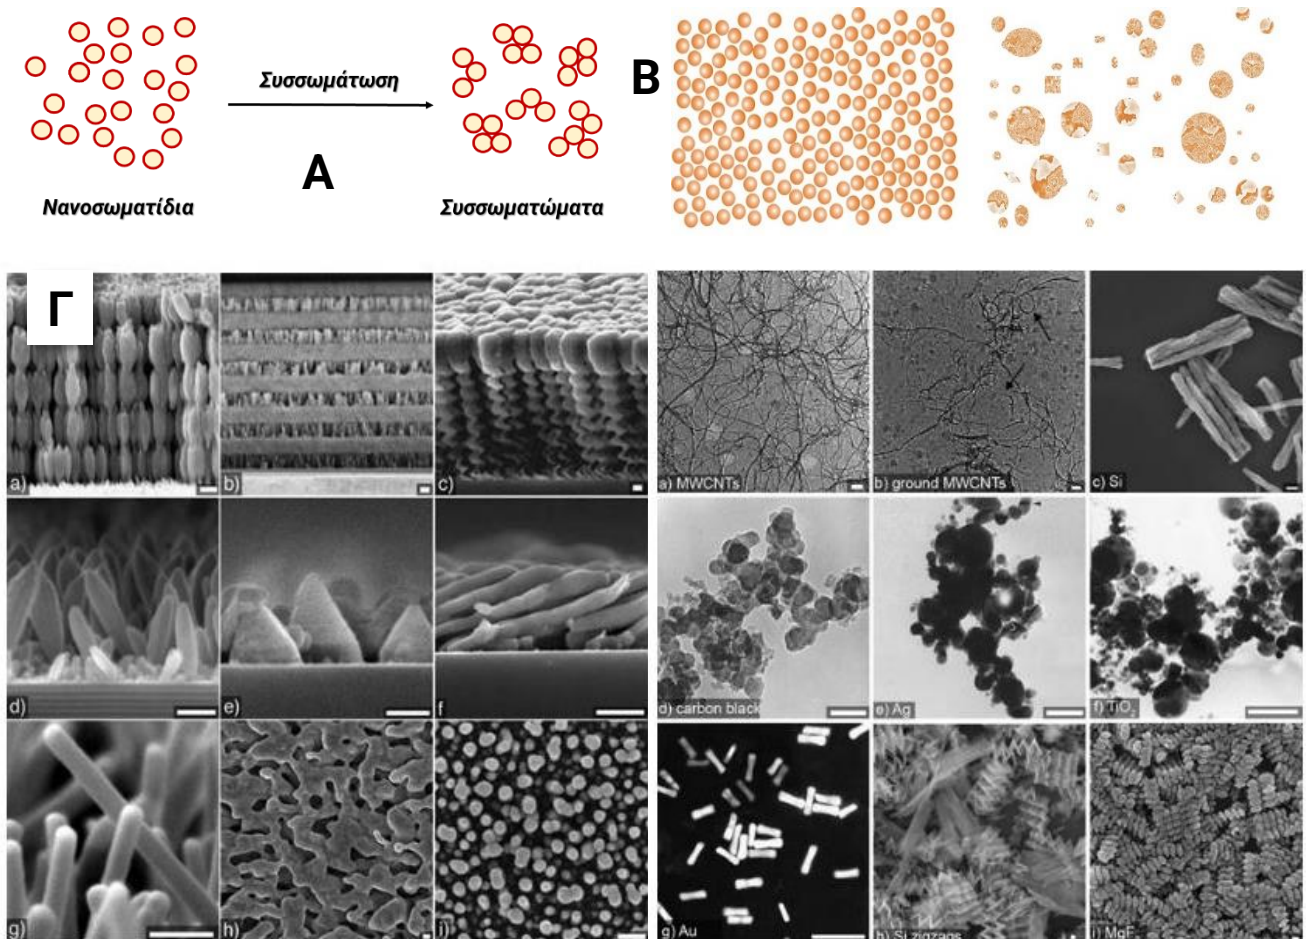 Συσσωμάτωση
A
Νανοσωματίδια
Συσσωματώματα
B
Γ
a)
b)
c)
a) MWCNTs
b) ground MWCNTs
c) Si
d)
e)
f
d) carbon black
e) Ag
f) TiO₂
g)
h)
i)
g) Au
h) Si zigzags
i) MgF